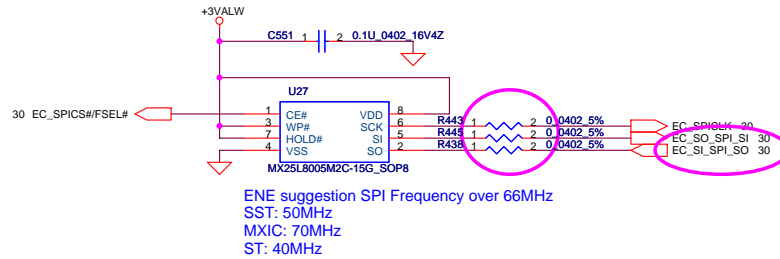 +3VALW
C551 1 2 0.1U_0402_16V4Z
U27
30 EC_SPICS#/FSEL#
1 CE# VDD 8
3 WP# SCK 6 R443 1 2 0_0402_5% EC_SPICLK 30
7 HOLD# SI 5 R445 1 2 0_0402_5% EC_SO_SPI_SI 30
4 VSS SO 2 R438 1 2 0_0402_5% EC_SI_SPI_SO 30
MX25L8005M2C-15G_SOP8
ENE suggestion SPI Frequency over 66MHz
SST: 50MHz
MXIC: 70MHz
ST: 40MHz